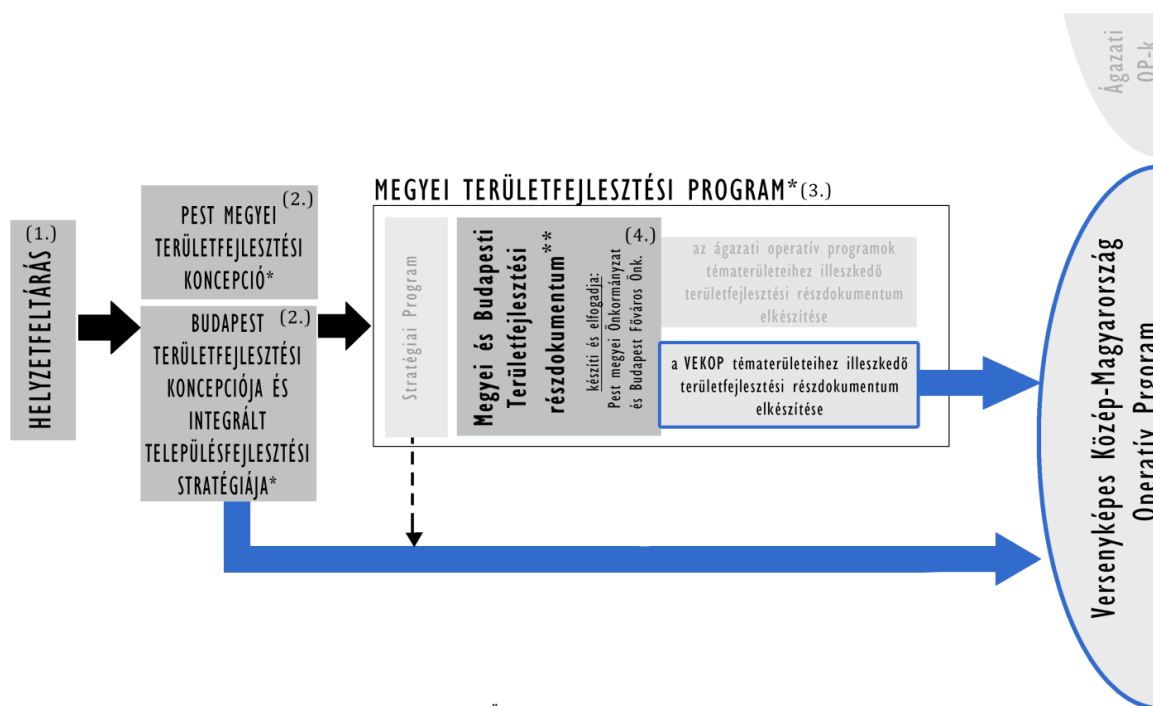 (1.)
HELYZETFELTÁRÁS
(2.)
PEST MEGYEI
TERÜLETFEJLESZTÉSI
KONCEPCIÓ*
BUDAPEST (2.)
TERÜLETFEJLESZTÉSI
KONCEPCIÓJA ÉS
INTEGRÁLT
TELEPÜLÉSFEJLESZTÉSI
STRATÉGIÁJA*
MEGYEI TERÜLETFEJLESZTÉSI PROGRAM*(3.)
Stratégiai Program
(4.)
Megyei és Budapesti
Területfejlesztési
részdokumentum**
készíti és elfogadja:
Pest megyei Önkormányzat
és Budapest Főváros Önk.
az ágazati operatív programok
tématerületeihez illeszkedő
területfejlesztési részdokumentum
elkészítése
a VEKOP tématerületeihez illeszkedő
területfejlesztési részdokumentum
elkészítése
Ágazati
OP-k
Versenyképes Közép-Magyarország
Operatív Prgoram